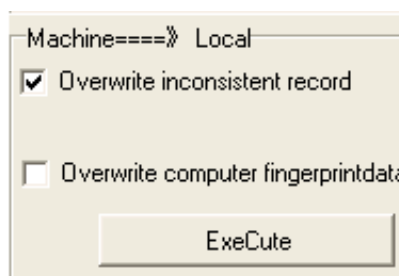 Machine====》 Local
Overwrite inconsistent record
Overwrite computer fingerprintdata
ExeCute